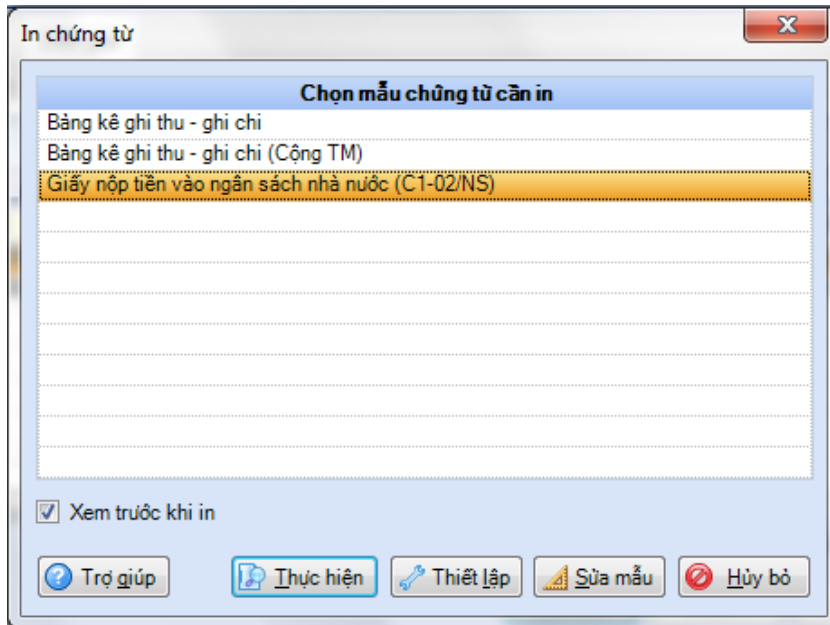 In chứng từ
Chọn mẫu chứng từ cần in
Bảng kê ghi thu - ghi chi
Bảng kê ghi thu - ghi chi (Cộng TM)
Giấy nộp tiền vào ngân sách nhà nước (C1-02/NS)
Xem trước khi in
Trợ giúp Thực hiện Thiết lập Sửa mẫu Hủy bỏ